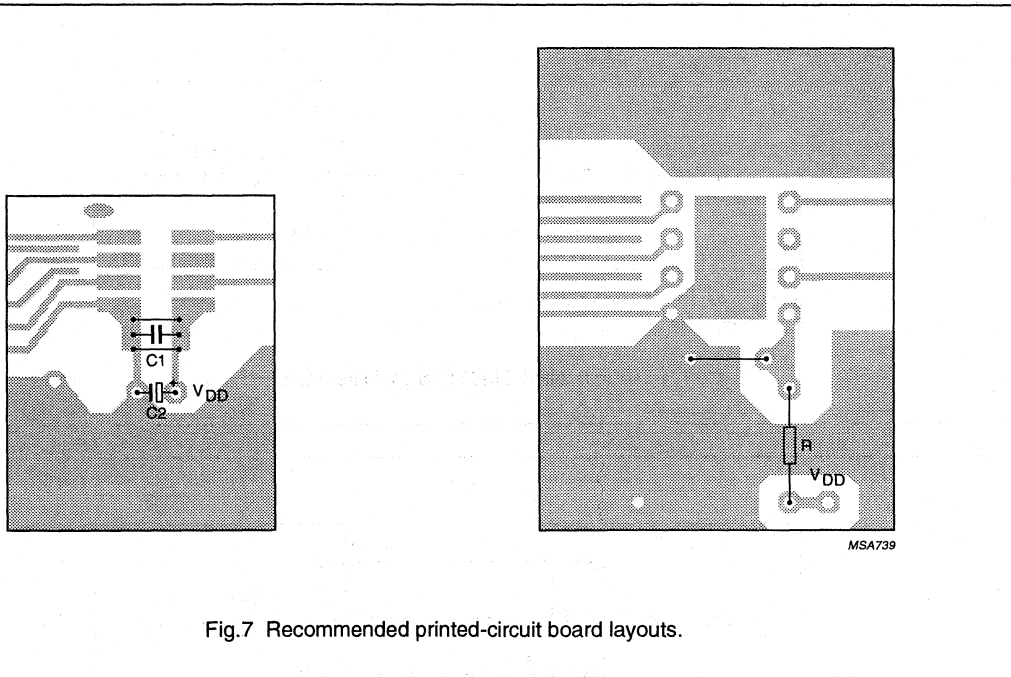 C1
C2
VDD
R
VDD
MSA739
Fig.7 Recommended printed-circuit board layouts.